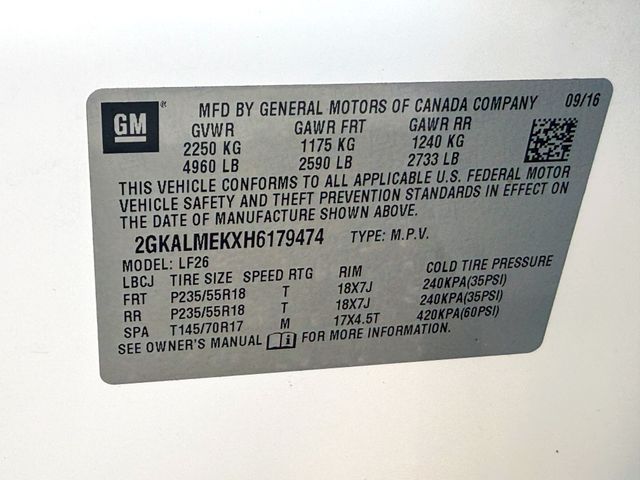 GM ® MFD BY GENERAL MOTORS OF CANADA COMPANY 09/16
GVWR GAWR FRT GAWR RR
2250 KG 1175 KG 1240 KG
4960 LB 2590 LB 2733 LB
THIS VEHICLE CONFORMS TO ALL APPLICABLE U.S. FEDERAL MOTOR
VEHICLE SAFETY AND THEFT PREVENTION STANDARDS IN EFFECT ON
THE DATE OF MANUFACTURE SHOWN ABOVE.
2GKALMEKXH6179474 TYPE: M.P.V.
MODEL: LF26
LBCJ TIRE SIZE SPEED RTG RIM COLD TIRE PRESSURE
FRT P235/55R18 T 18X7J 240KPA(35PSI)
RR P235/55R18 T 18X7J 240KPA(35PSI)
SPA T145/70R17 M 17X4.5T 420KPA(60PSI)
SEE OWNER'S MANUAL FOR MORE INFORMATION.